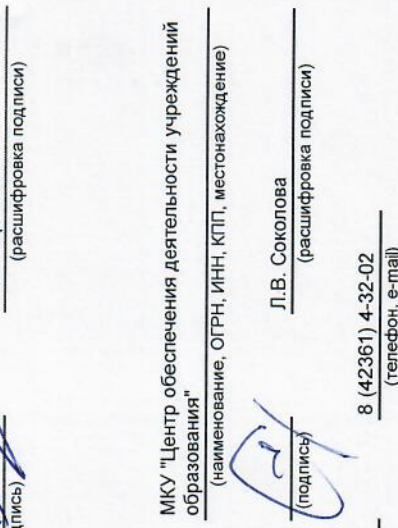 (расшифровка подписи)
МКУ "Центр обеспечения деятельности учреждений
образования"
(наименование, ОГРН, ИНН, КПП, местонахождение)
Л.В. Соколова
(подпись)
(расшифровка подписи)
8 (42361) 4-32-02
(телефон, e-mail)